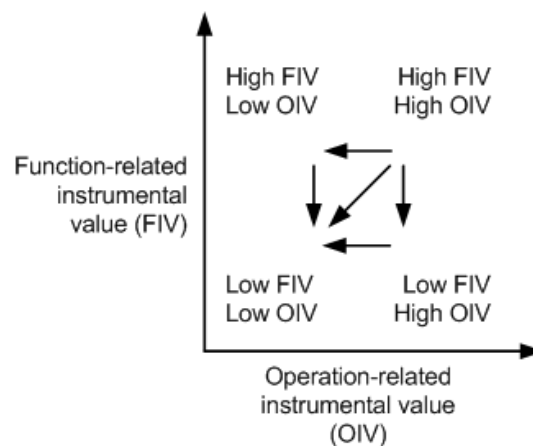 High FIV
Low OIV
High FIV
High OIV
Function-related
instrumental
value (FIV)
Low FIV
Low OIV
Low FIV
High OIV
Operation-related
instrumental value
(OIV)